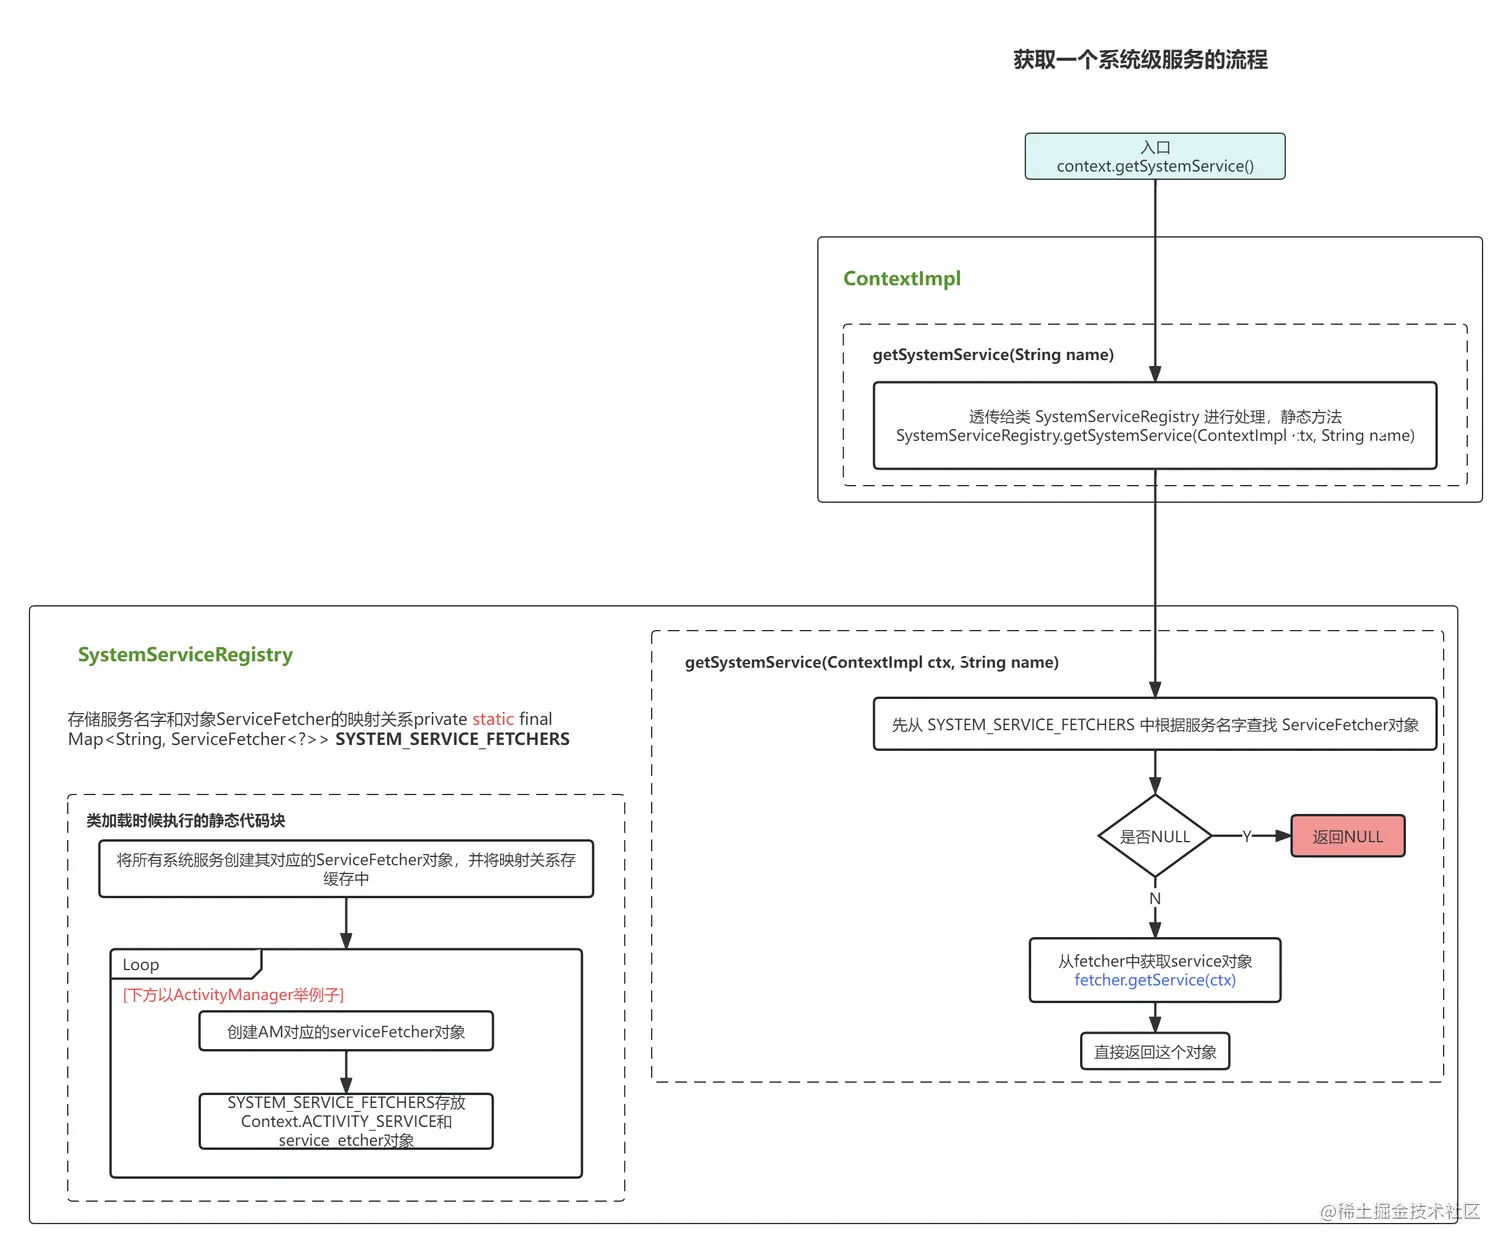 获取一个系统级服务的流程
入口
context.getSystemService()
ContextImpl
getSystemService(String name)
透传给类 SystemServiceRegistry 进行处理，静态方法
SystemServiceRegistry.getSystemService(ContextImpl ctx, String name)
SystemServiceRegistry
存储服务名字和对象ServiceFetcher的映射关系private static final
Map<String, ServiceFetcher<?>> SYSTEM_SERVICE_FETCHERS
类加载时候执行的静态代码块
将所有系统服务创建其对应的ServiceFetcher对象，并将映射关系存
缓存中
Loop
[下方以ActivityManager举例子]
创建AM对应的serviceFetcher对象
SYSTEM_SERVICE_FETCHERS存放
Context.ACTIVITY_SERVICE和
service etcher对象
getSystemService(ContextImpl ctx, String name)
先从 SYSTEM_SERVICE_FETCHERS 中根据服务名字查找 ServiceFetcher对象
是否NULL
Y
返回NULL
N
从fetcher中获取service对象
fetcher.getService(ctx)
直接返回这个对象
@稀土掘金技术社区